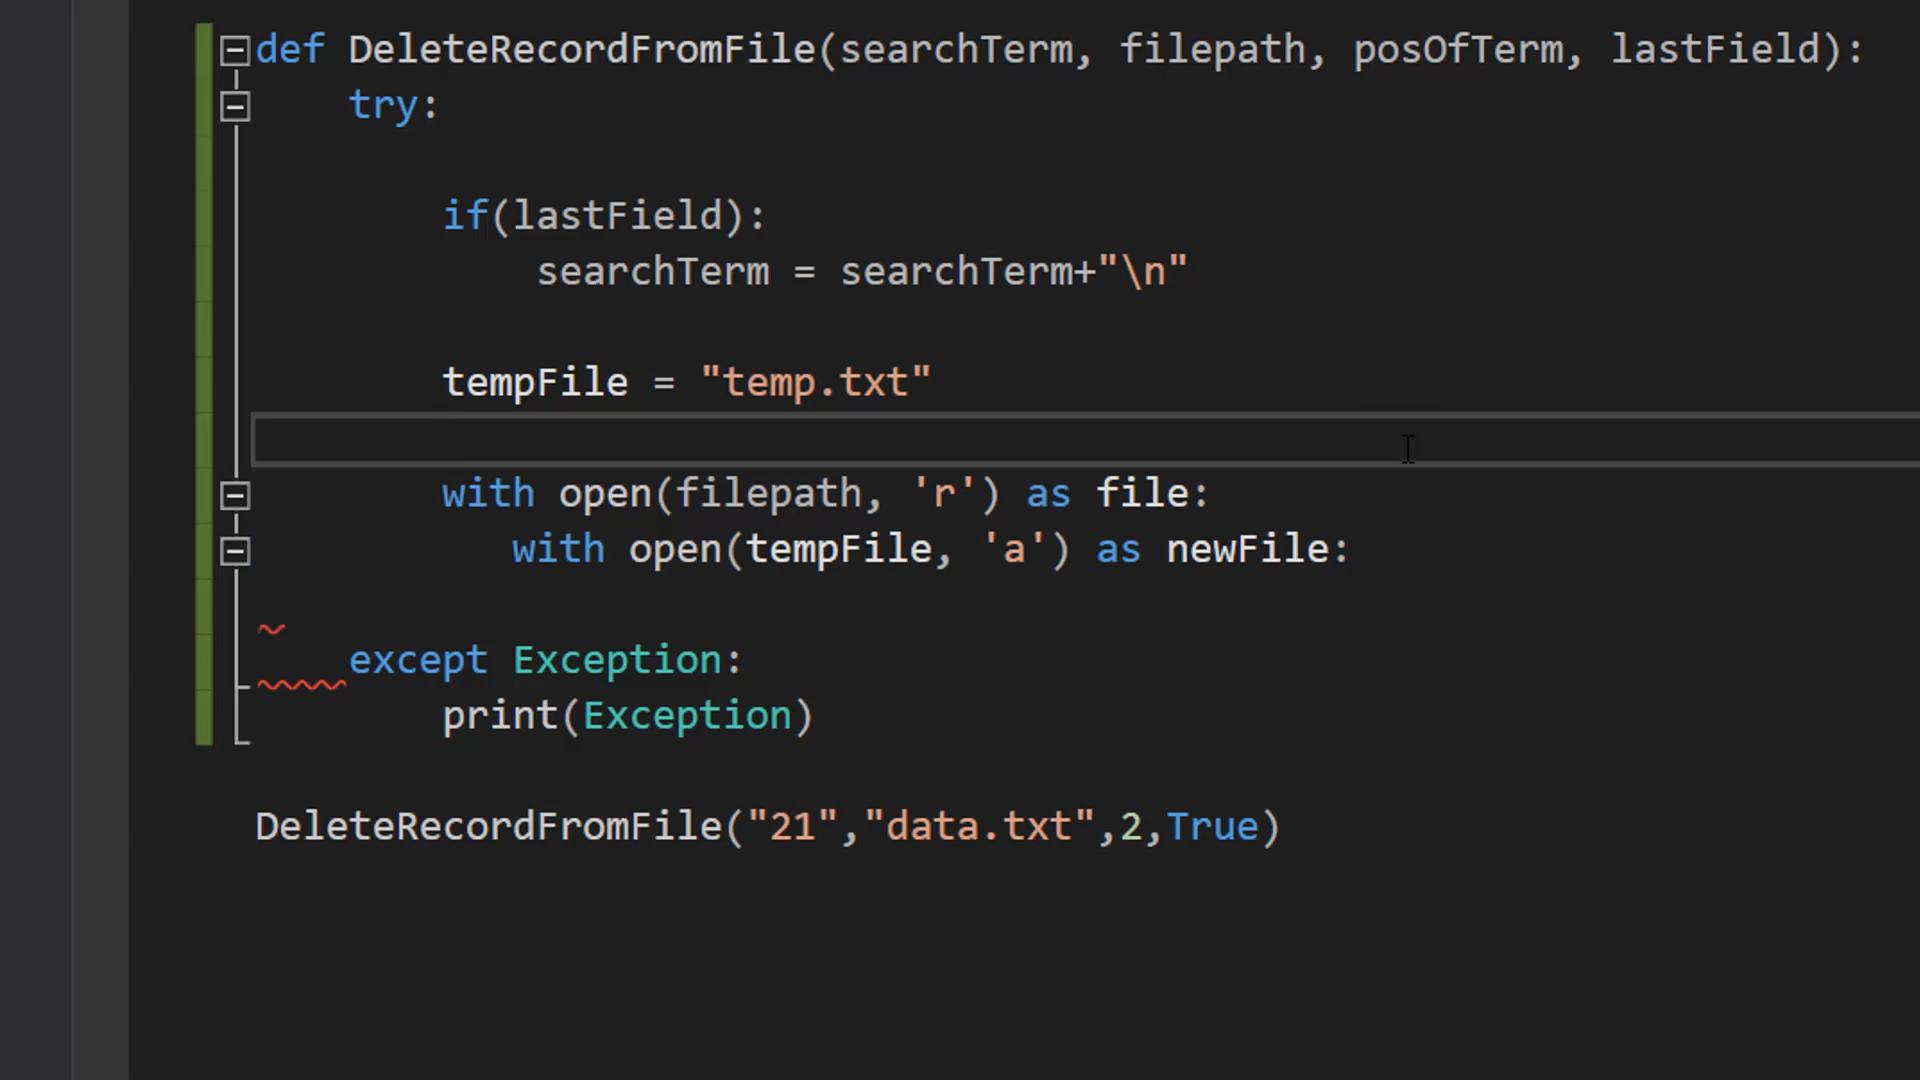 def DeleteRecordFromFile(searchTerm, filepath, posOfTerm, lastField):
try:
if(lastField):
searchTerm = searchTerm+"\n"
tempFile = "temp.txt"
with open(filepath, 'r') as file:
with open(tempFile, 'a') as newFile:
except Exception:
print(Exception)
DeleteRecordFromFile("21","data.txt",2,True)